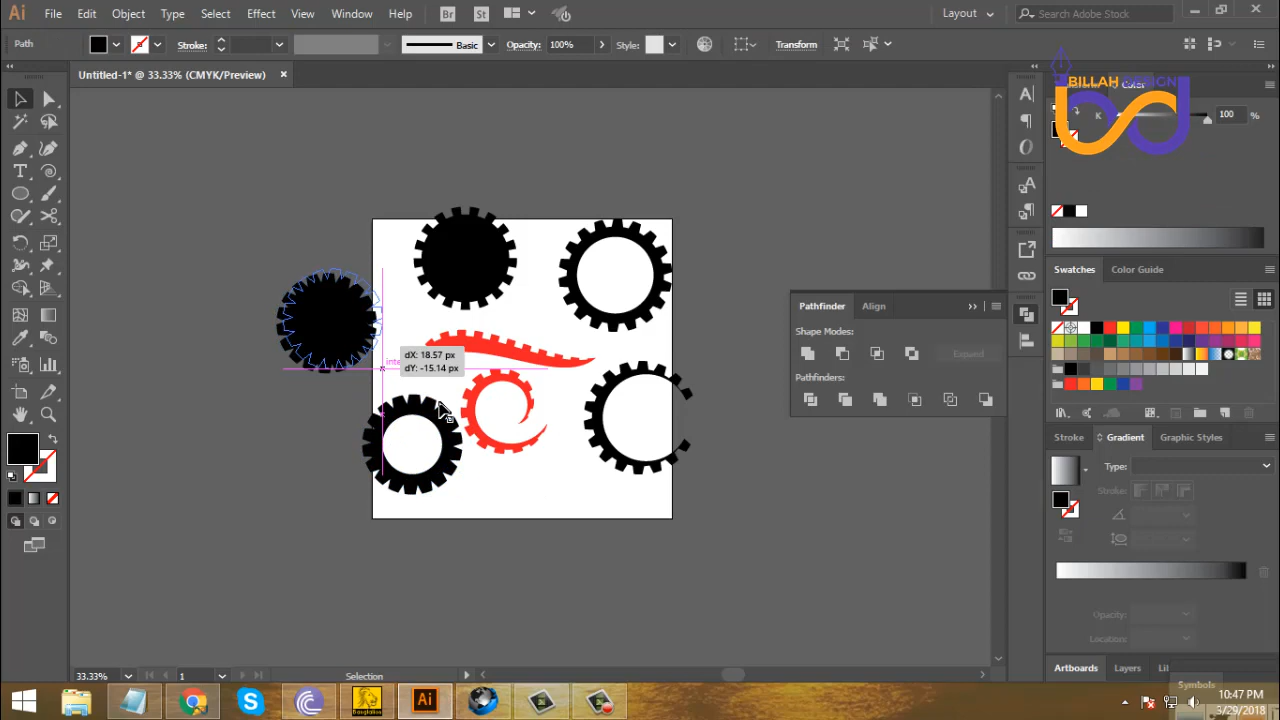 Ai File Edit Object Type Select Effect View Window Help Br St Layout Search Adobe Stock
Path Stroke: Basic Opacity: 100% Style: Transform
Untitled-1* @ 33.33% (CMYK/Preview)
BILLAH DESIGN
Color
K 100 %
dX: 18.57 px
dY: -15.14 px
Swatches Color Guide
Pathfinder Align
Shape Modes:
Expand
Pathfinders:
Stroke Gradient Graphic Styles
Type:
Stroke:
Opacity:
Location:
Artboards Layers Lib
Symbols
33.33% 1 Selection
10:47 PM
3/29/2018